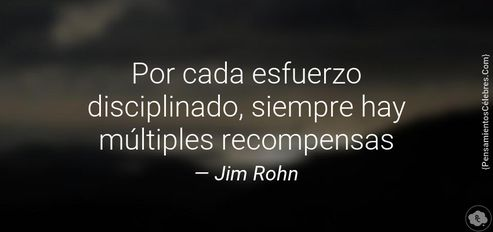 Por cada esfuerzo
disciplinado, siempre hay
múltiples recompensas
— Jim Rohn
{PensamientosCélebres.Com}